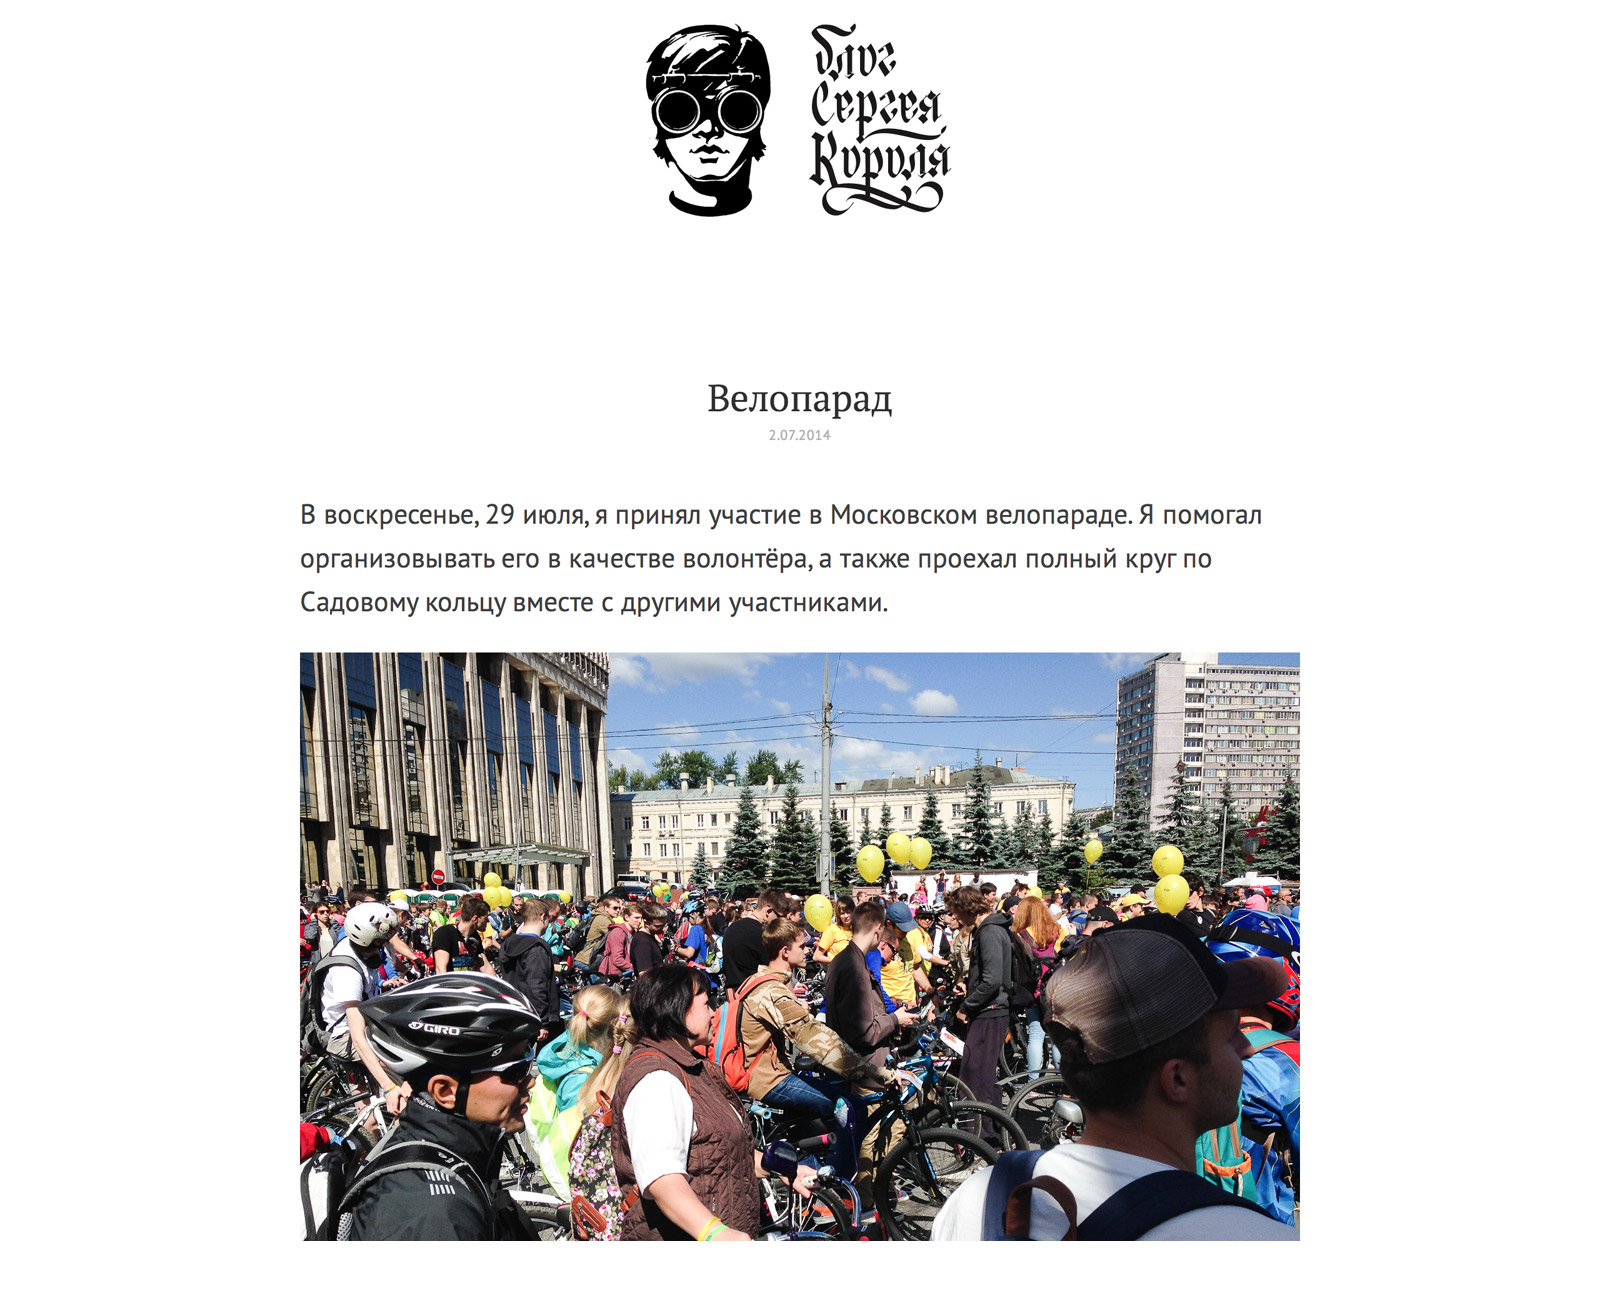 блог
Сергея
Короля
Велопарад
2.07.2014
В воскресенье, 29 июля, я принял участие в Московском велопараде. Я помогал
организовывать его в качестве волонтёра, а также проехал полный круг по
Садовому кольцу вместе с другими участниками.
GIRO